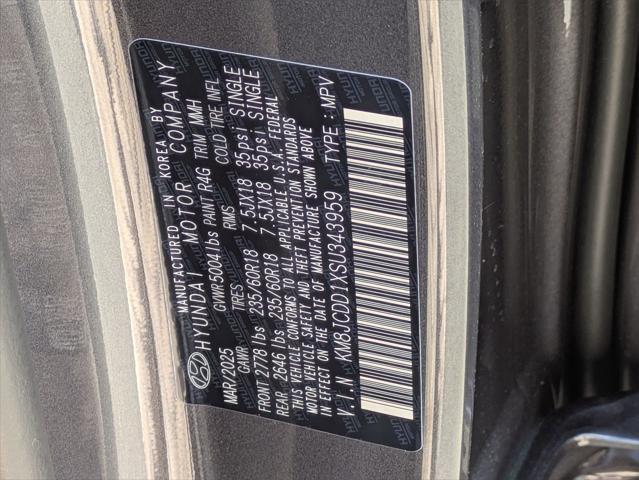 MANUFACTURED IN KOREA BY
HYUNDAI MOTOR COMPANY
MAR/2025 GVWR 5004 lbs PAINT R4G TRIM MMH
GAWR TIRES RIMS COLD TIRE INFL.
FRONT 2778 lbs 235/60R18 7.5JX18 35psi SINGLE
REAR 2646 lbs 235/60R18 7.5JX18 35psi SINGLE
THIS VEHICLE CONFORMS TO ALL APPLICABLE U.S.A. FEDERAL
MOTOR VEHICLE SAFETY AND THEFT PREVENTION STANDARDS
IN EFFECT ON THE DATE OF MANUFACTURE SHOWN ABOVE
V.I.N KM8JCDD1XSU343959 TYPE : MPV